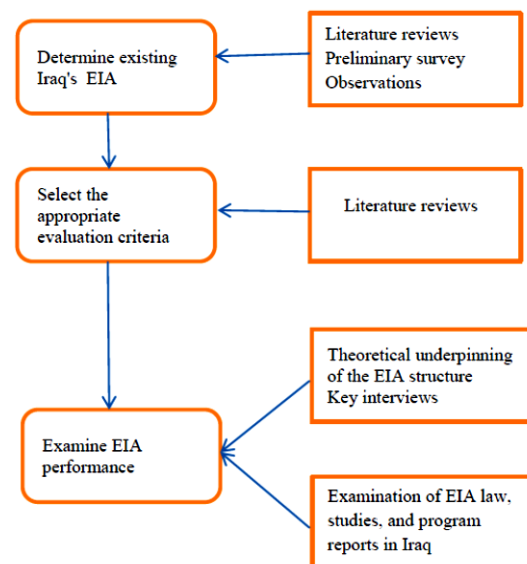 Determine existing
Iraq's EIA
Literature reviews
Preliminary survey
Observations
Select the
appropriate
evaluation criteria
Literature reviews
Theoretical underpinning
of the EIA structure
Key interviews
Examine EIA
performance
Examination of EIA law,
studies, and program
reports in Iraq